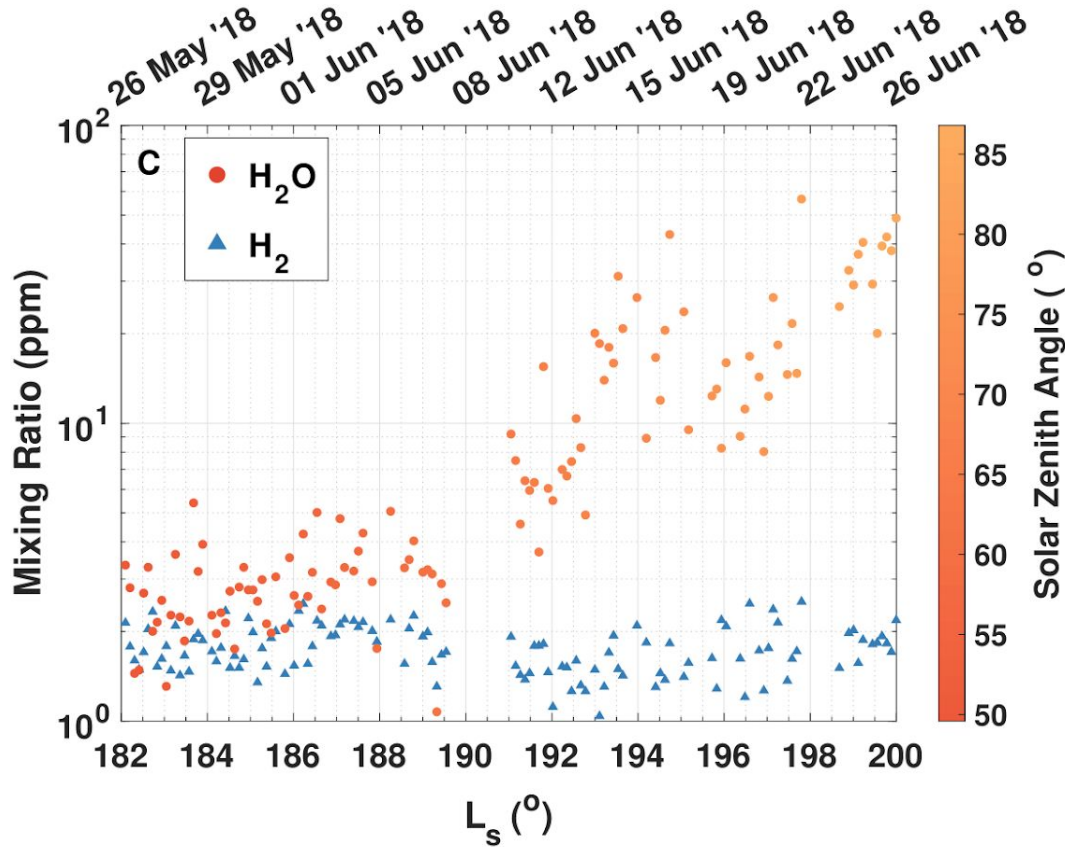 26 May '18 29 May '18 01 Jun '18 05 Jun '18 08 Jun '18 12 Jun '18 15 Jun '18 19 Jun '18 22 Jun '18 26 Jun '18
C
H₂O
H₂
Mixing Ratio (ppm)
10²
10¹
10⁰
182 184 186 188 190 192 194 196 198 200
Lₛ (°)
85
80
75
70
65
60
55
50
Solar Zenith Angle ( °)